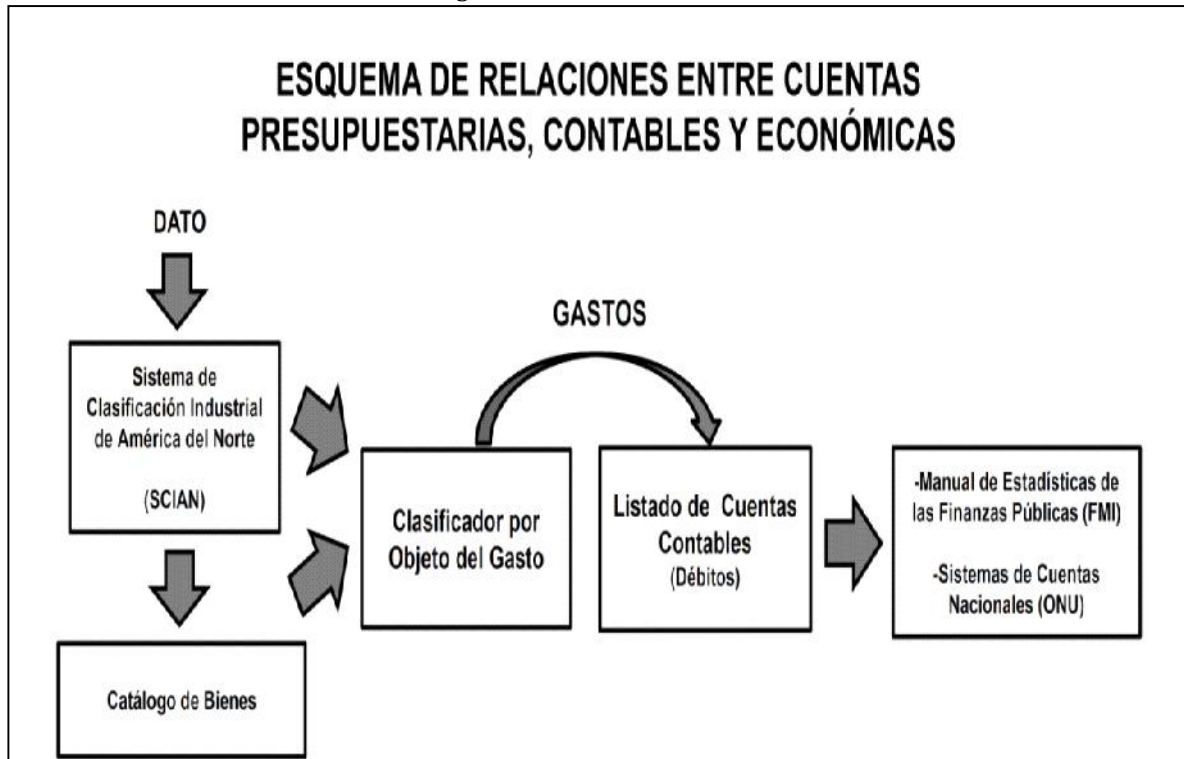 ESQUEMA DE RELACIONES ENTRE CUENTAS
PRESUPUESTARIAS, CONTABLES Y ECONÓMICAS
DATO
GASTOS
Sistema de
Clasificación Industrial
de América del Norte
(SCIAN)
Catálogo de Bienes
Clasificador por
Objeto del Gasto
Listado de Cuentas
Contables
(Débitos)
-Manual de Estadísticas de
las Finanzas Públicas (FMI)
-Sistemas de Cuentas
Nacionales (ONU)